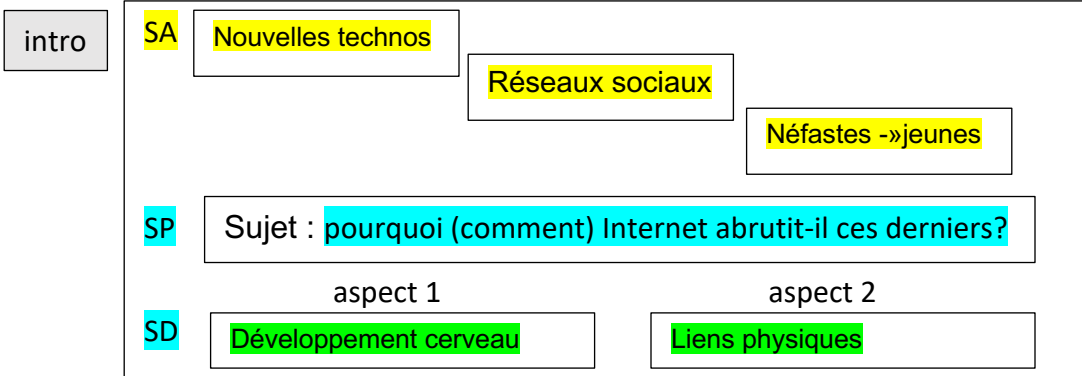 intro
SA
Nouvelles technos
Réseaux sociaux
Néfastes -»jeunes
SP
Sujet : pourquoi (comment) Internet abrutit-il ces derniers?
aspect 1
aspect 2
SD
Développement cerveau
Liens physiques